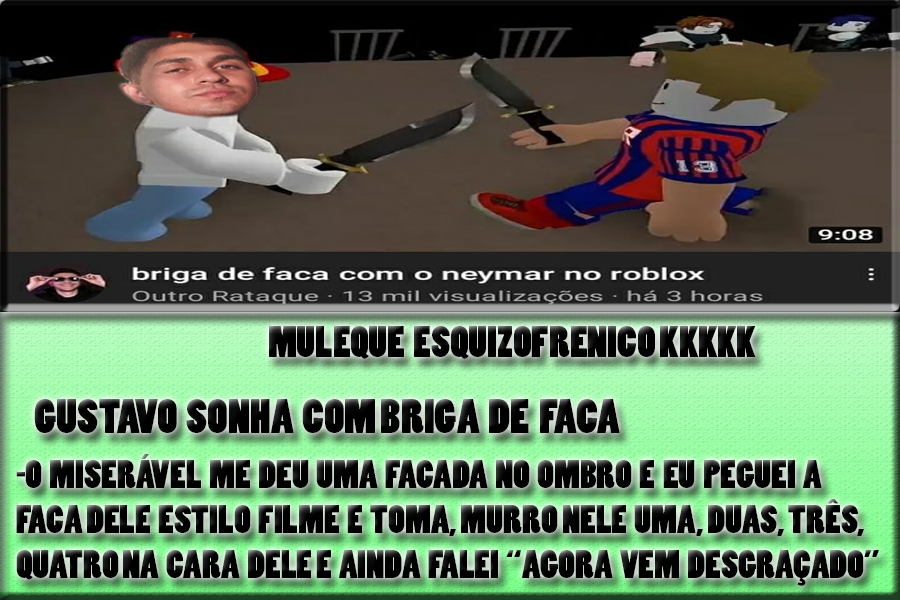 13
9:08
briga de faca com o neymar no roblox
Outro Rataque · 13 mil visualizações · há 3 horas
MULEQUE ESQUIZOFRENICO KKKKK
GUSTAVO SONHA COM BRIGA DE FACA
-O MISERÁVEL ME DEU UMA FACADA NO OMBRO E EU PEGUEI A
FACA DELE ESTILO FILME E TOMA, MURRO NELE UMA, DUAS, TRÊS,
QUATRO NA CARA DELE E AINDA FALEI “AGORA VEM DESGRAÇADO”